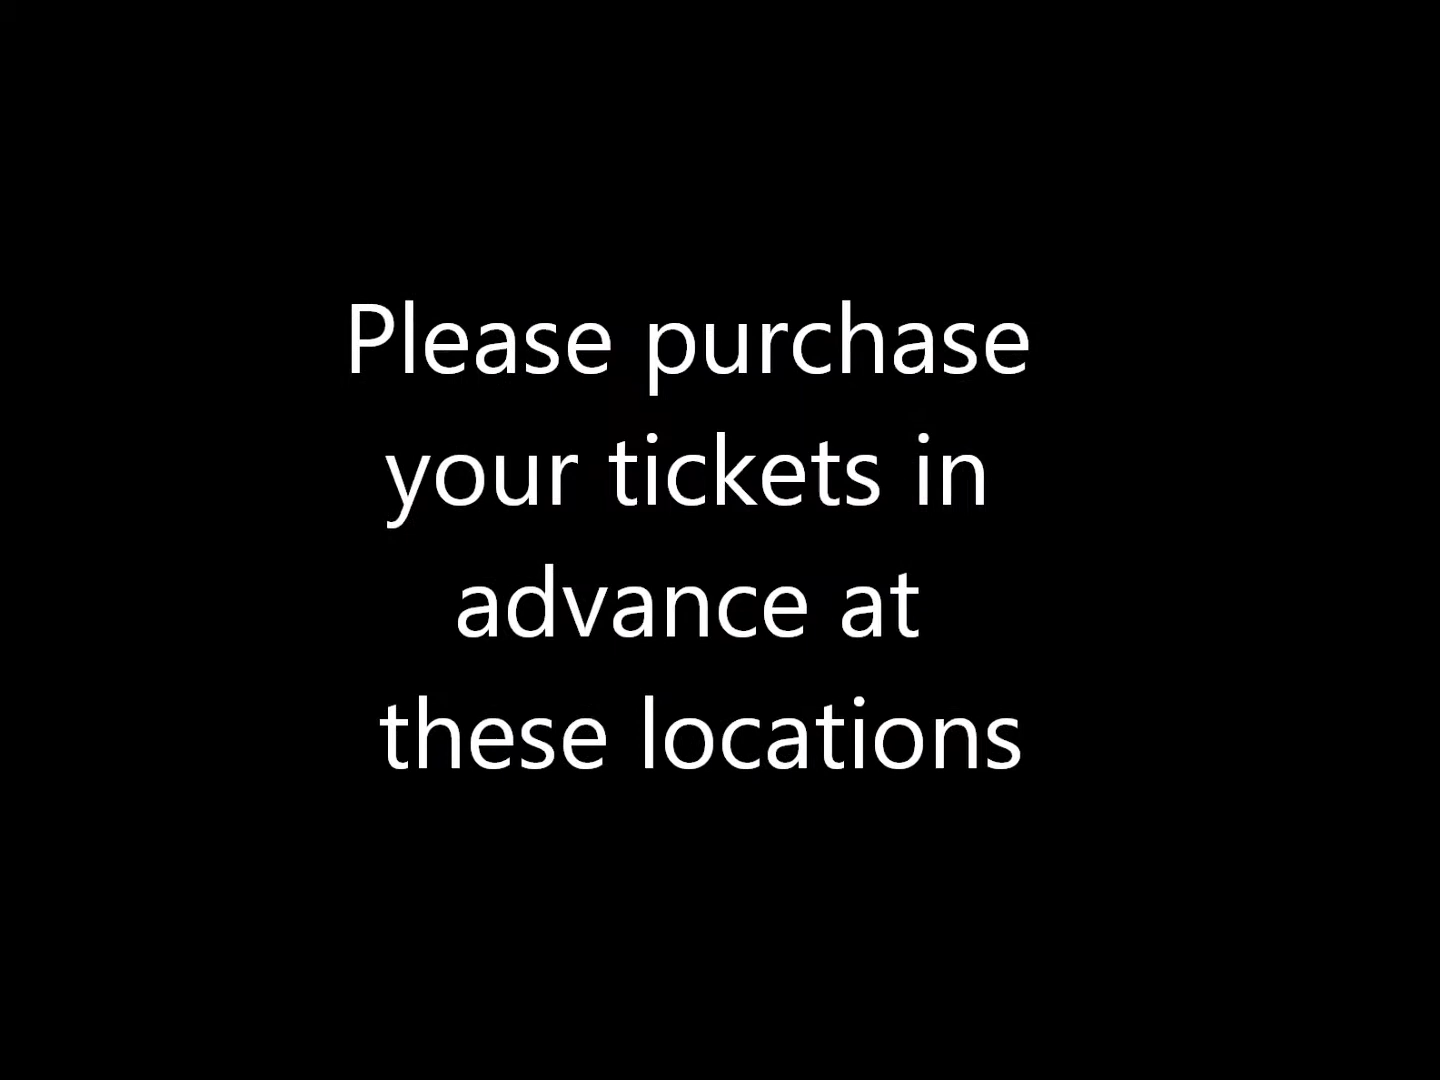 Please purchase
your tickets in
advance at
these locations